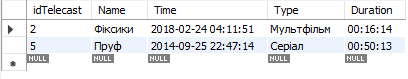 idTelecast Name Time Type Duration
2 Фіксики 2018-02-24 04:11:51 Мультфільм 00:16:14
5 Пруф 2014-09-25 22:47:14 Серіал 00:50:13
NULL NULL NULL NULL NULL